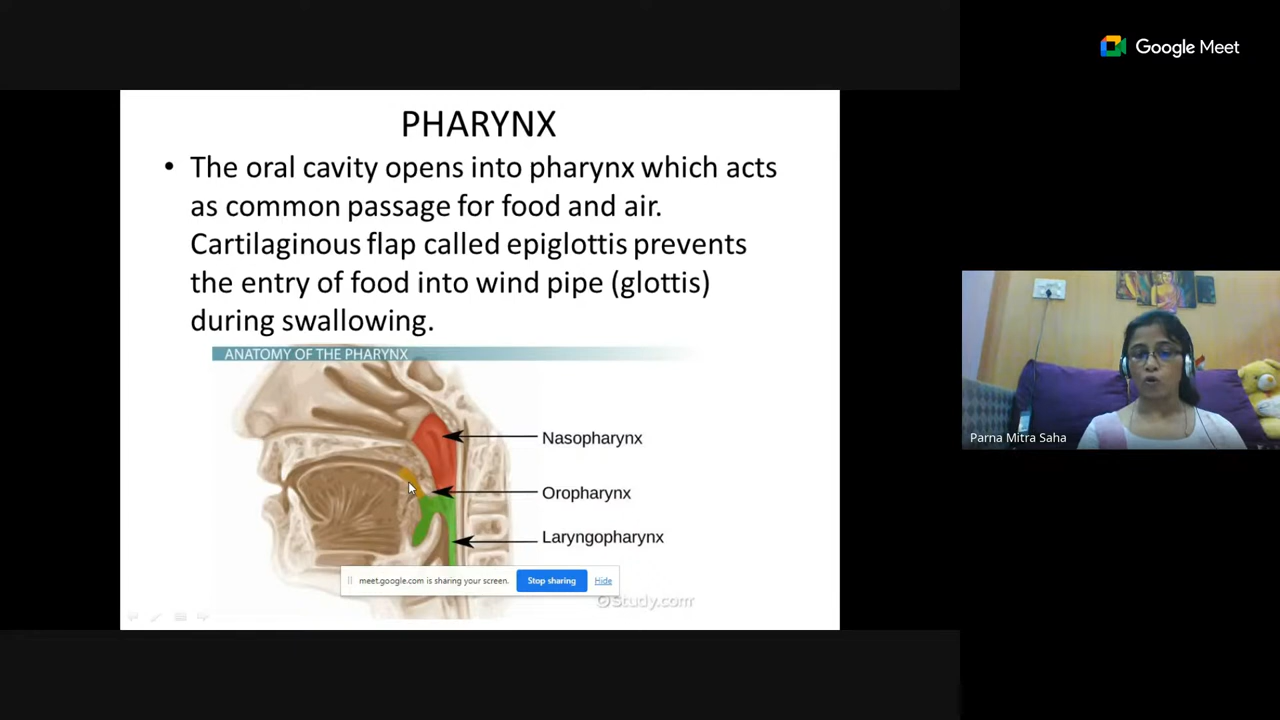 Google Meet
PHARYNX
• The oral cavity opens into pharynx which acts
as common passage for food and air.
Cartilaginous flap called epiglottis prevents
the entry of food into wind pipe (glottis)
during swallowing.
ANATOMY OF THE PHARYNX
Nasopharynx
Oropharynx
Laryngopharynx
meet.google.com is sharing your screen.
Stop sharing
Hide
©Study.com
Parna Mitra Saha